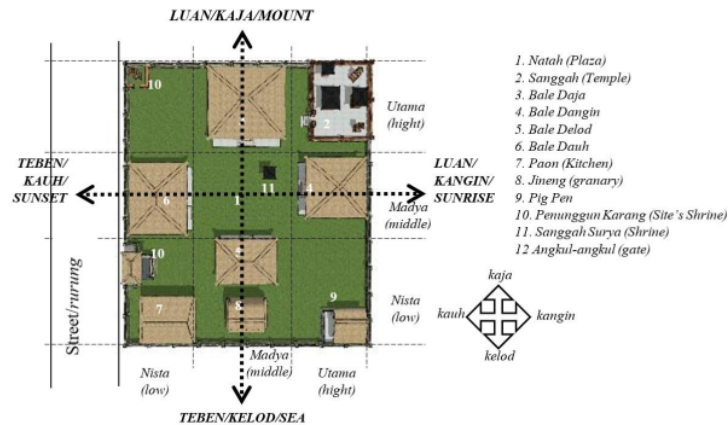 LUAN/KAJA/MOUNT
10
2
Utama
(hight)
1. Natah (Plaza)
2. Sanggah (Temple)
3. Bale Daja
4. Bale Dangin
5. Bale Delod
6. Bale Dauh
7. Paon (Kitchen)
8. Jineng (granary)
9. Pig Pen
10. Penunggun Karang (Site's Shrine)
11. Sanggah Surya (Shrine)
12 Angkul-angkul (gate)
TEBEN/
KAUH/
SUNSET
6
1
11
4
LUAN/
KANGIN/
SUNRISE
Madya
(middle)
10
7
8
9
Nista
(low)
Street/rurung
kaja
kauh
kangin
kelod
Nista
(low)
Madya
(middle)
Utama
(hight)
TEBEN/KELOD/SEA